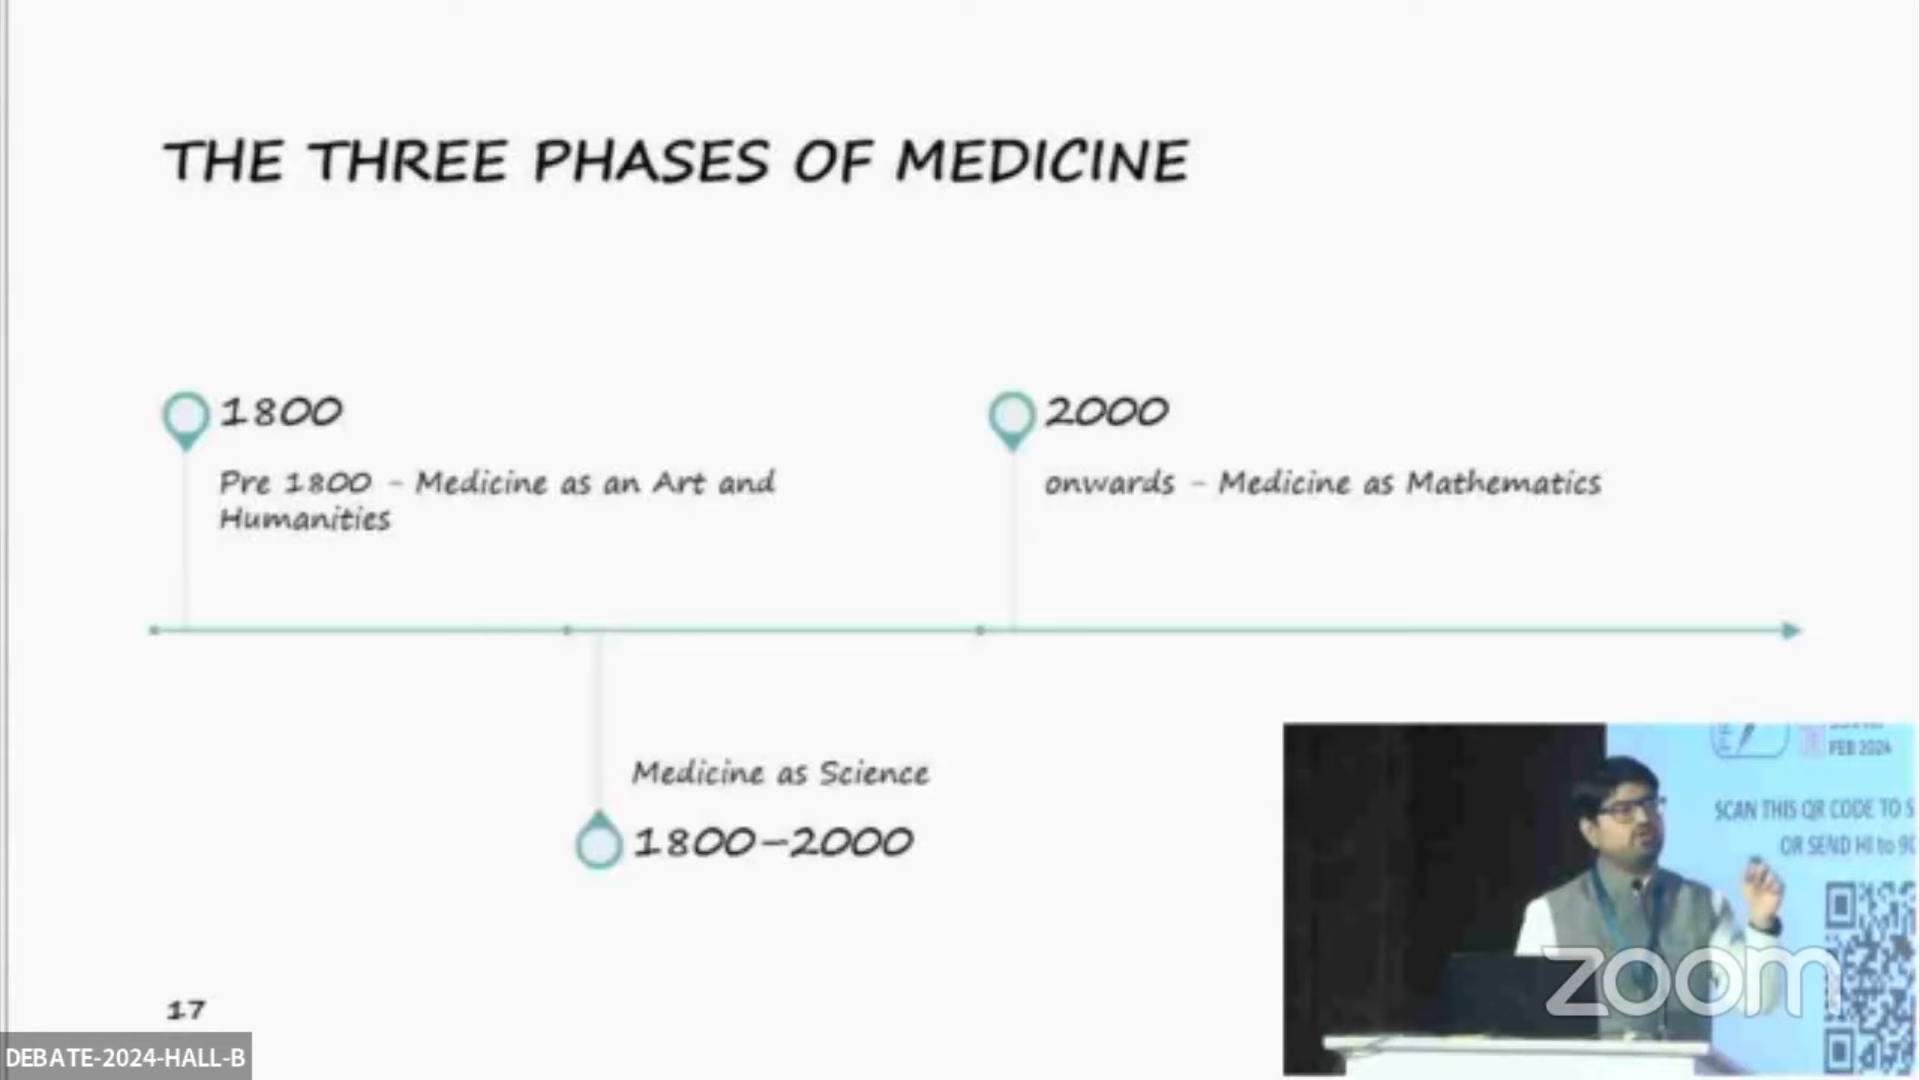 THE THREE PHASES OF MEDICINE
1800
Pre 1800 - Medicine as an Art and
Humanities
2000
onwards - Medicine as Mathematics
Medicine as Science
1800–2000
17
DEBATE-2024-HALL-B
FEB 2024
SCAN THIS QR CODE TO S
OR SEND HI to 90
zoom